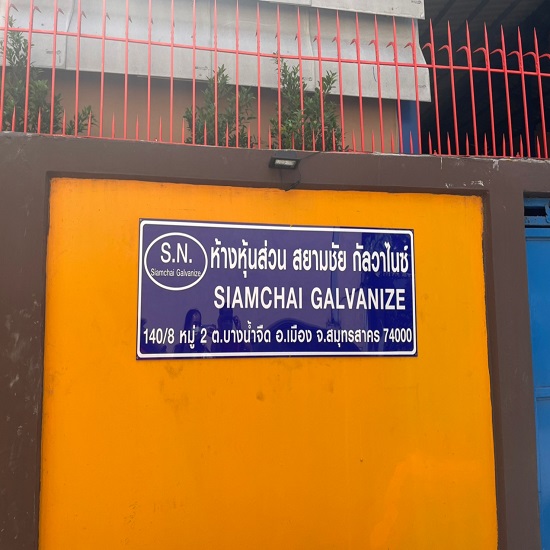 S.N.
Siamchai Galvanize
ห้างหุ้นส่วน สยามชัย กัลวาไนซ์
SIAMCHAI GALVANIZE
140/8 หมู่ 2 ต.บางน้ำจืด อ.เมือง จ.สมุทรสาคร 74000